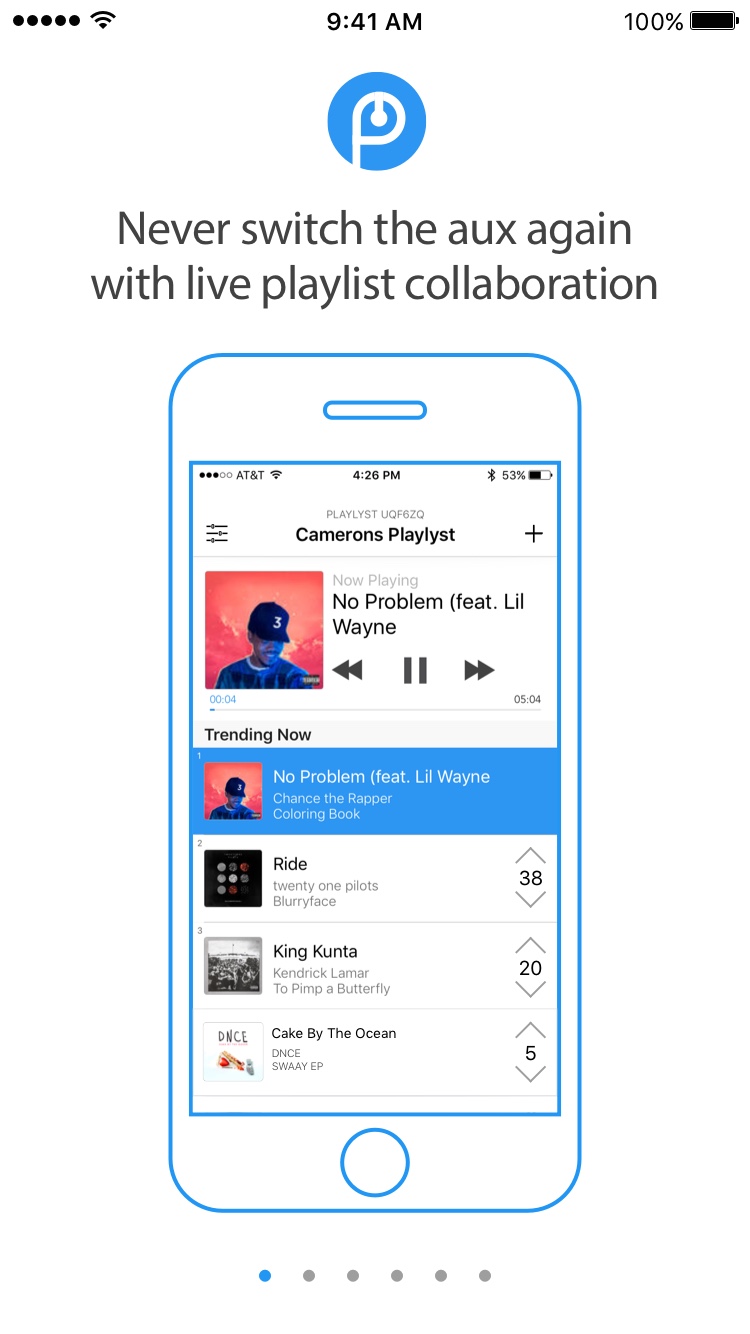 9:41 AM 100%
Never switch the aux again
with live playlist collaboration
AT&T 4:26 PM 53%
PLAYLYST UQF6ZQ
Camerons Playlyst
Now Playing
No Problem (feat. Lil
Wayne
3
00:04 05:04
Trending Now
1
No Problem (feat. Lil Wayne
Chance the Rapper
Coloring Book
3
2
Ride
twenty one pilots
Blurryface
38
3
King Kunta
Kendrick Lamar
To Pimp a Butterfly
20
DNCE
Cake By The Ocean
DNCE
SWAAY EP
5